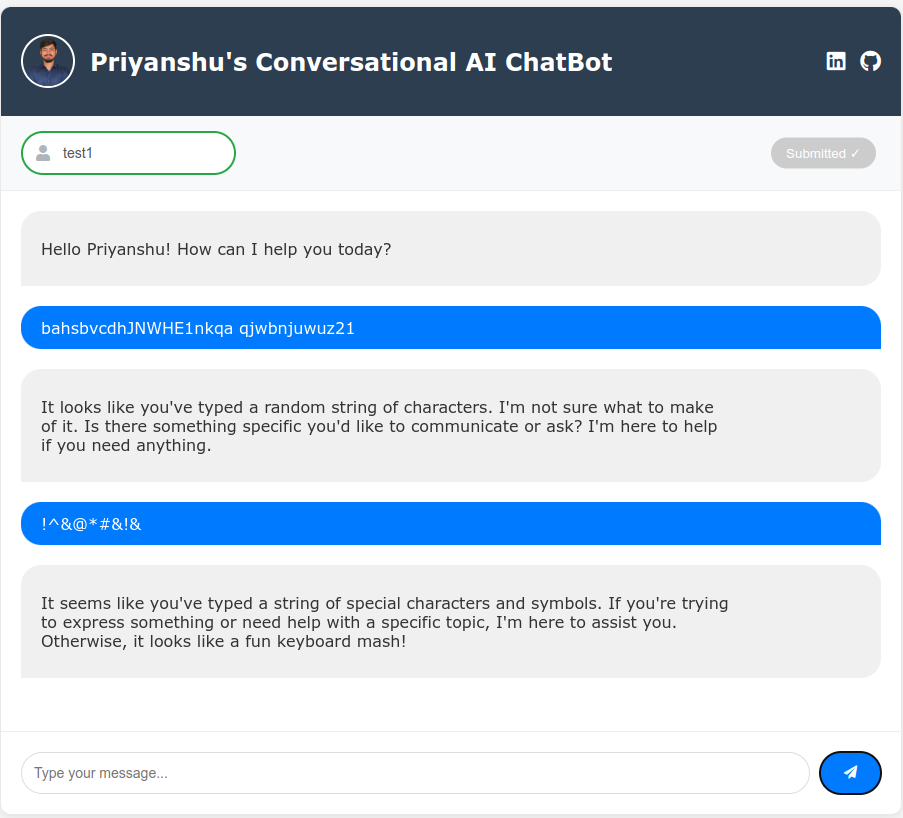 Priyanshu's Conversational AI ChatBot
in
test1
Submitted ✓
Hello Priyanshu! How can I help you today?
bahsbvcdhJNWHE1nkqa qjwbnjuwuz21
It looks like you've typed a random string of characters. I'm not sure what to make
of it. Is there something specific you'd like to communicate or ask? I'm here to help
if you need anything.
!^&@*#&!&
It seems like you've typed a string of special characters and symbols. If you're trying
to express something or need help with a specific topic, I'm here to assist you.
Otherwise, it looks like a fun keyboard mash!
Type your message...